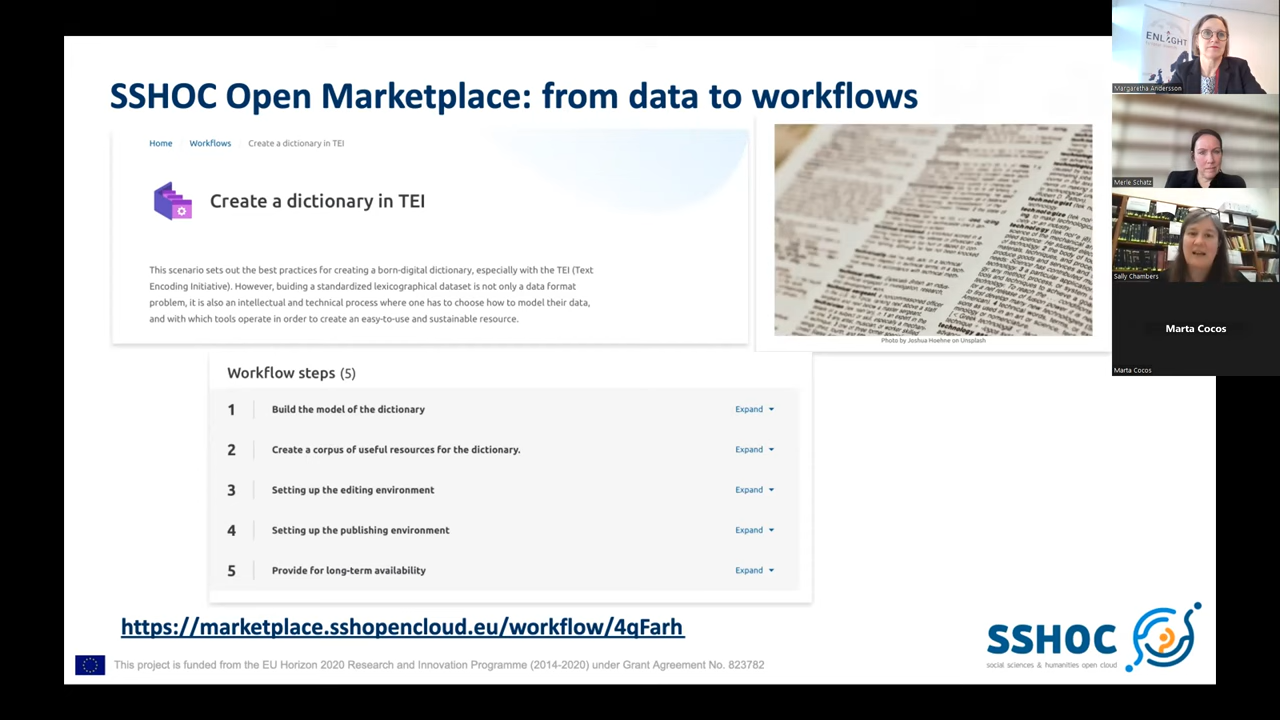 SSHOC Open Marketplace: from data to workflows
Home Workflows Create a dictionary in TEI
Create a dictionary in TEI
This scenario sets out the best practices for creating a born-digital dictionary, especially with the TEI (Text
Encoding Initiative). However, buiding a standardized lexicographical dataset is not only a data format
problem, it is also an intellectual and technical process where one has to choose how to model their data,
and with which tools operate in order to create an easy-to-use and sustainable resource.
Photo by Joshua Hoehne on Unsplash
Workflow steps (5)
1 Build the model of the dictionary Expand
2 Create a corpus of useful resources for the dictionary. Expand
3 Setting up the editing environment Expand
4 Setting up the publishing environment Expand
5 Provide for long-term availability Expand
https://marketplace.sshopencloud.eu/workflow/4qFarh
This project is funded from the EU Horizon 2020 Research and Innovation Programme (2014-2020) under Grant Agreement No. 823782
SSHOC
social sciences & humanities open cloud
ENLIGHT
Margaretha Andersson
Merle Schatz
Sally Chambers
Marta Cocos
Marta Cocos